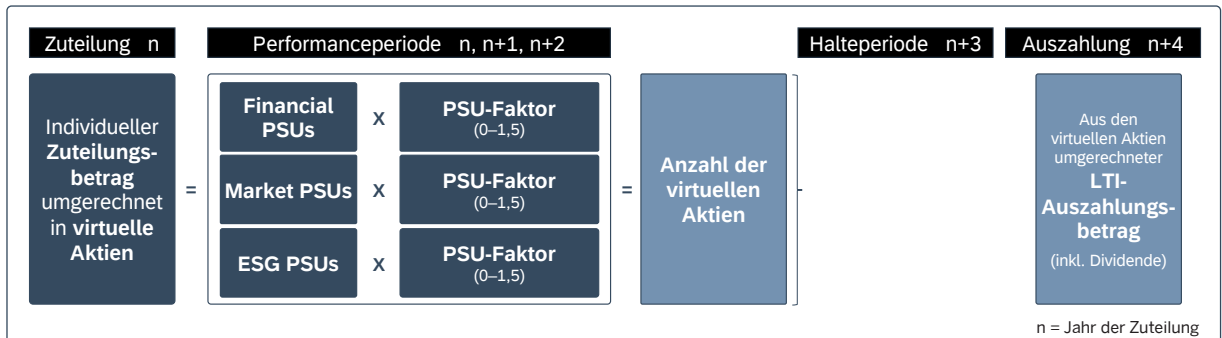 Zuteilung n
Performanceperiode n, n+1, n+2
Halteperiode n+3
Auszahlung n+4
Individueller
Zuteilungs-
betrag
umgerechnet
in virtuelle
Aktien
=
Financial
PSUs
X
PSU-Faktor
(0–1,5)
Market PSUs
X
PSU-Faktor
(0–1,5)
ESG PSUs
X
PSU-Faktor
(0–1,5)
=
Anzahl der
virtuellen
Aktien
Aus den
virtuellen Aktien
umgerechneter
LTI-
Auszahlungs-
betrag
(inkl. Dividende)
n = Jahr der Zuteilung